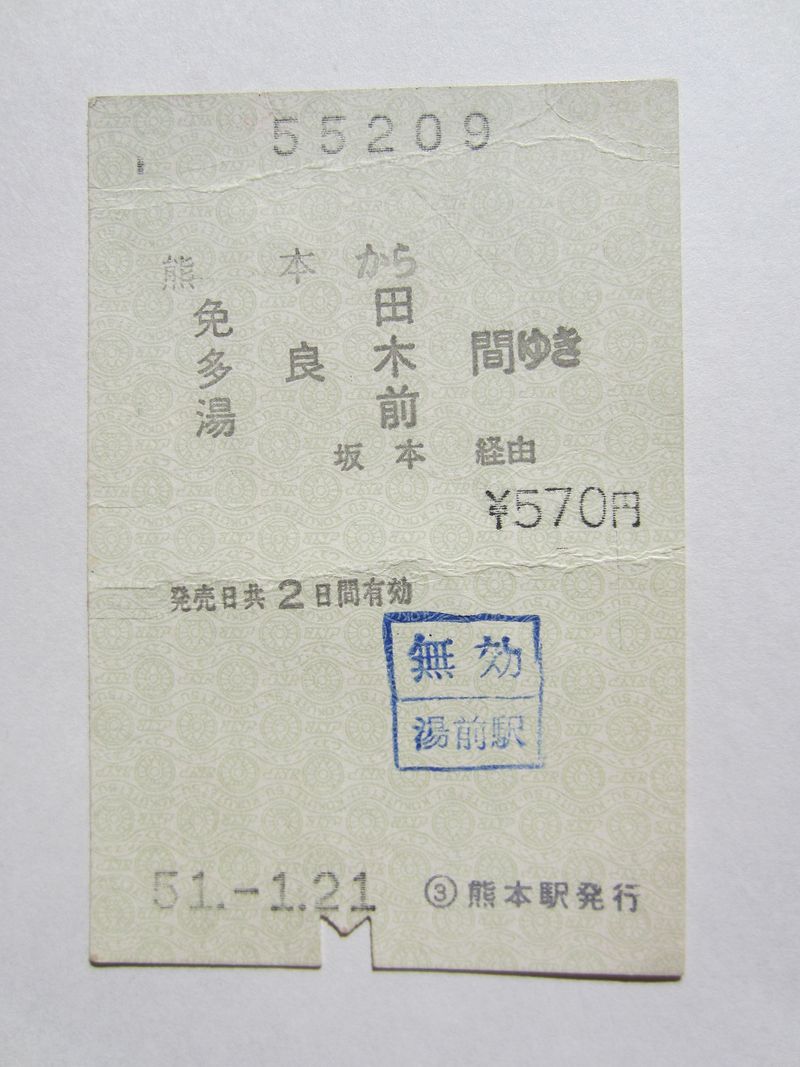 55209
熊本から
免田
多良木 間ゆき
湯前
坂本 経由
¥570円
発売日共2日間有効
無効
湯前駅
51.-1.21
③熊本駅発行